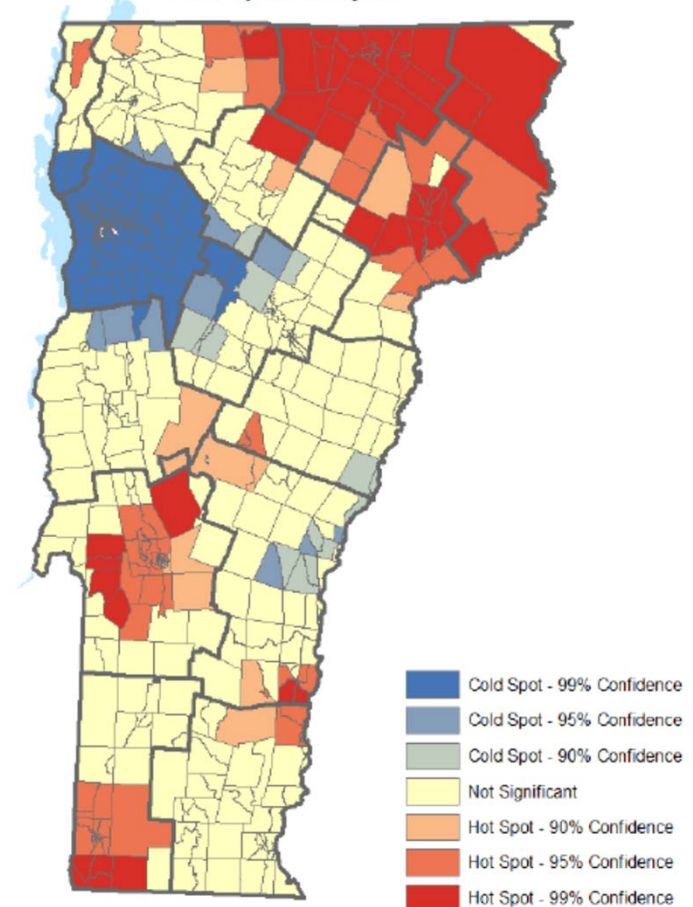 Cold Spot - 99% Confidence
Cold Spot - 95% Confidence
Cold Spot - 90% Confidence
Not Significant
Hot Spot - 90% Confidence
Hot Spot - 95% Confidence
Hot Spot - 99% Confidence